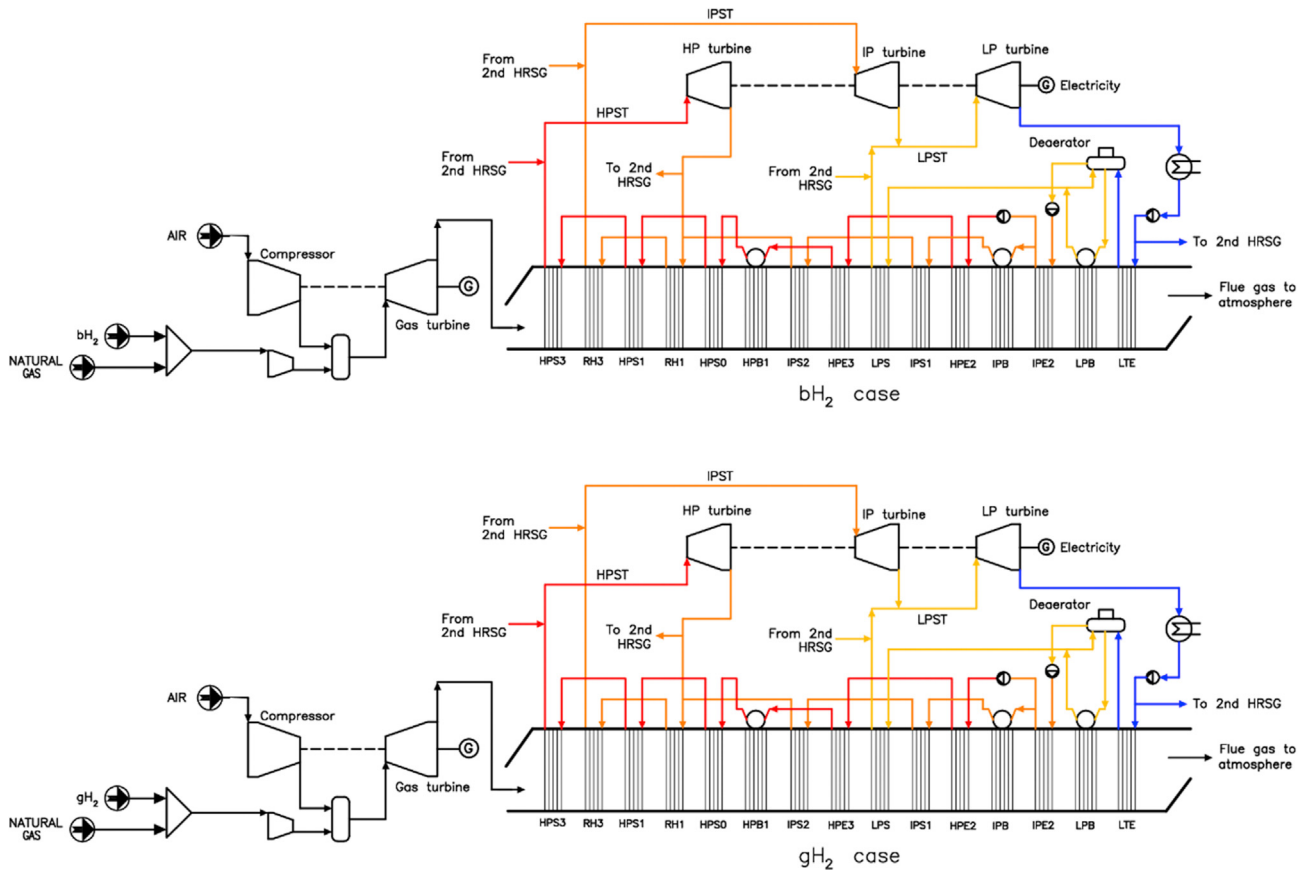 IPST
HP turbine
IP turbine
LP turbine
From
2nd HRSG
G
Electricity
HPST
From
2nd HRSG
To 2nd
HRSG
From 2nd
HRSG
LPST
Deaerator
AIR
Compressor
To 2nd HRSG
bH₂
G
Gas turbine
Flue gas to
atmosphere
NATURAL
GAS
HPS3 RH3 HPS1 RH1 HPS0 HPB1 IPS2 HPE3 LPS IPS1 HPE2 IPB IPE2 LPB LTE
bH₂ case
IPST
HP turbine
IP turbine
LP turbine
From
2nd HRSG
G
Electricity
HPST
From
2nd HRSG
To 2nd
HRSG
From 2nd
HRSG
LPST
Deaerator
AIR
Compressor
To 2nd HRSG
gH₂
G
Gas turbine
Flue gas to
atmosphere
NATURAL
GAS
HPS3 RH3 HPS1 RH1 HPS0 HPB1 IPS2 HPE3 LPS IPS1 HPE2 IPB IPE2 LPB LTE
gH₂ case